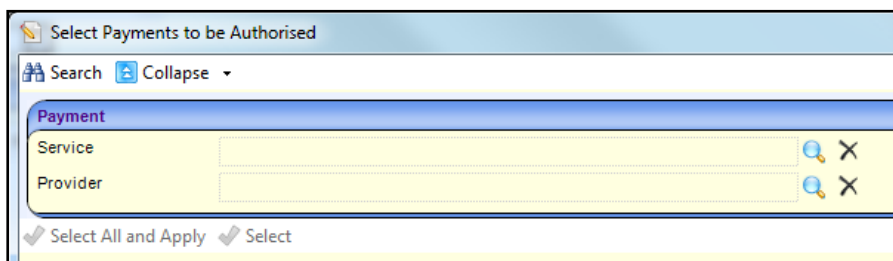 Select Payments to be Authorised
Search Collapse
Payment
Service
Provider
Select All and Apply Select